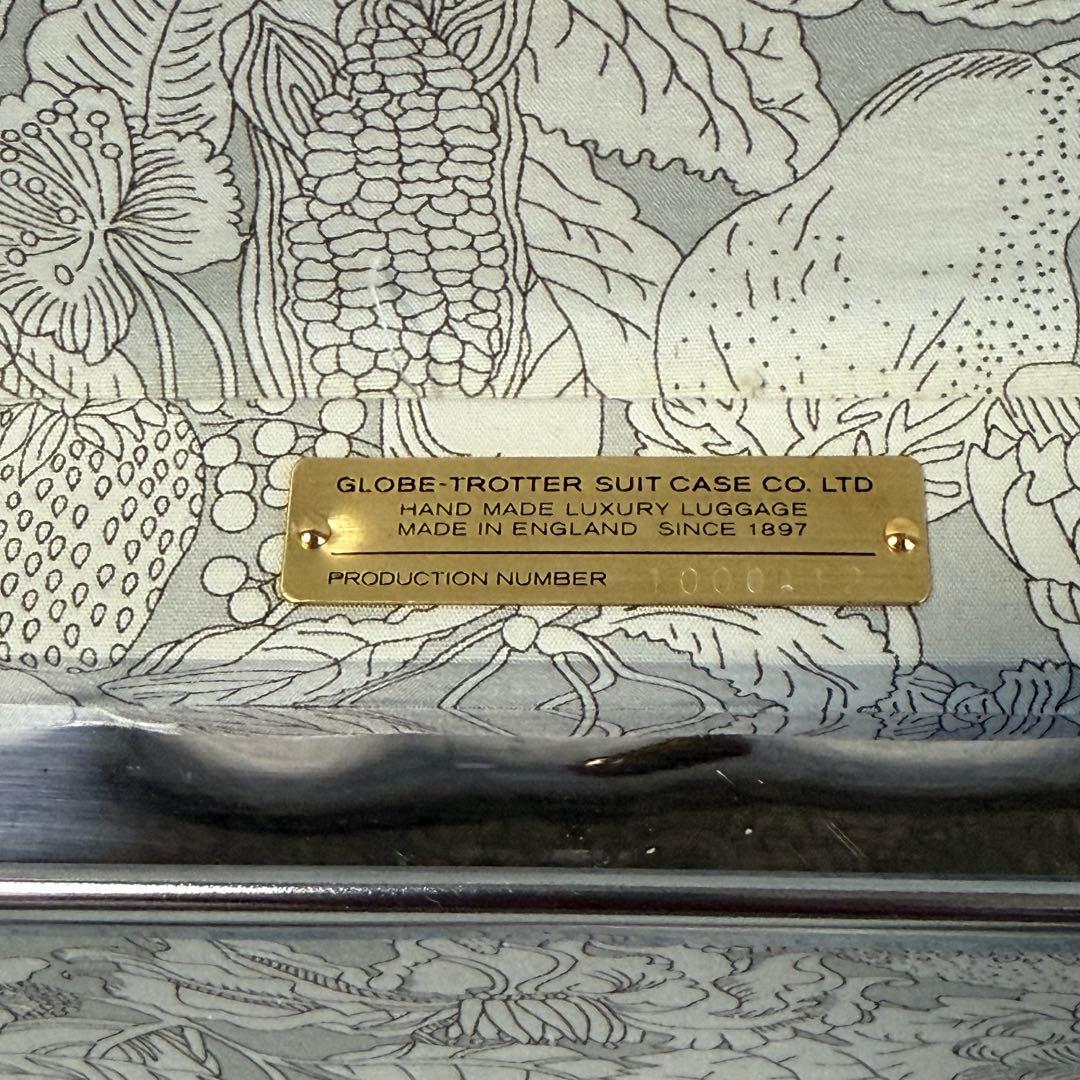 GLOBE-TROTTER SUIT CASE CO. LTD
HAND MADE LUXURY LUGGAGE
MADE IN ENGLAND SINCE 1897
PRODUCTION NUMBER